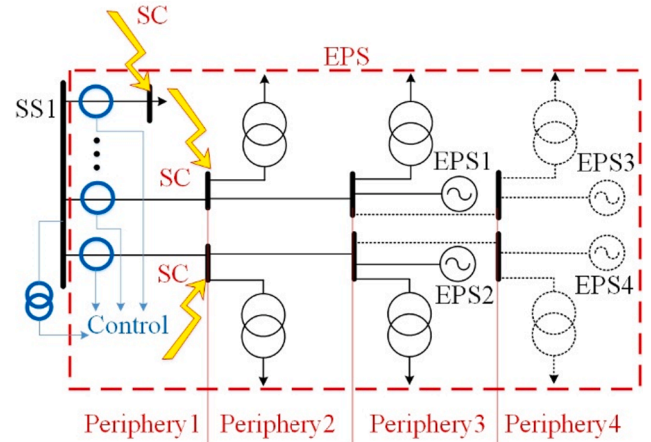 SC
EPS
SS1
SC
EPS1
EPS3
SC
EPS2
EPS4
Control
Periphery1 Periphery2 Periphery3 Periphery4